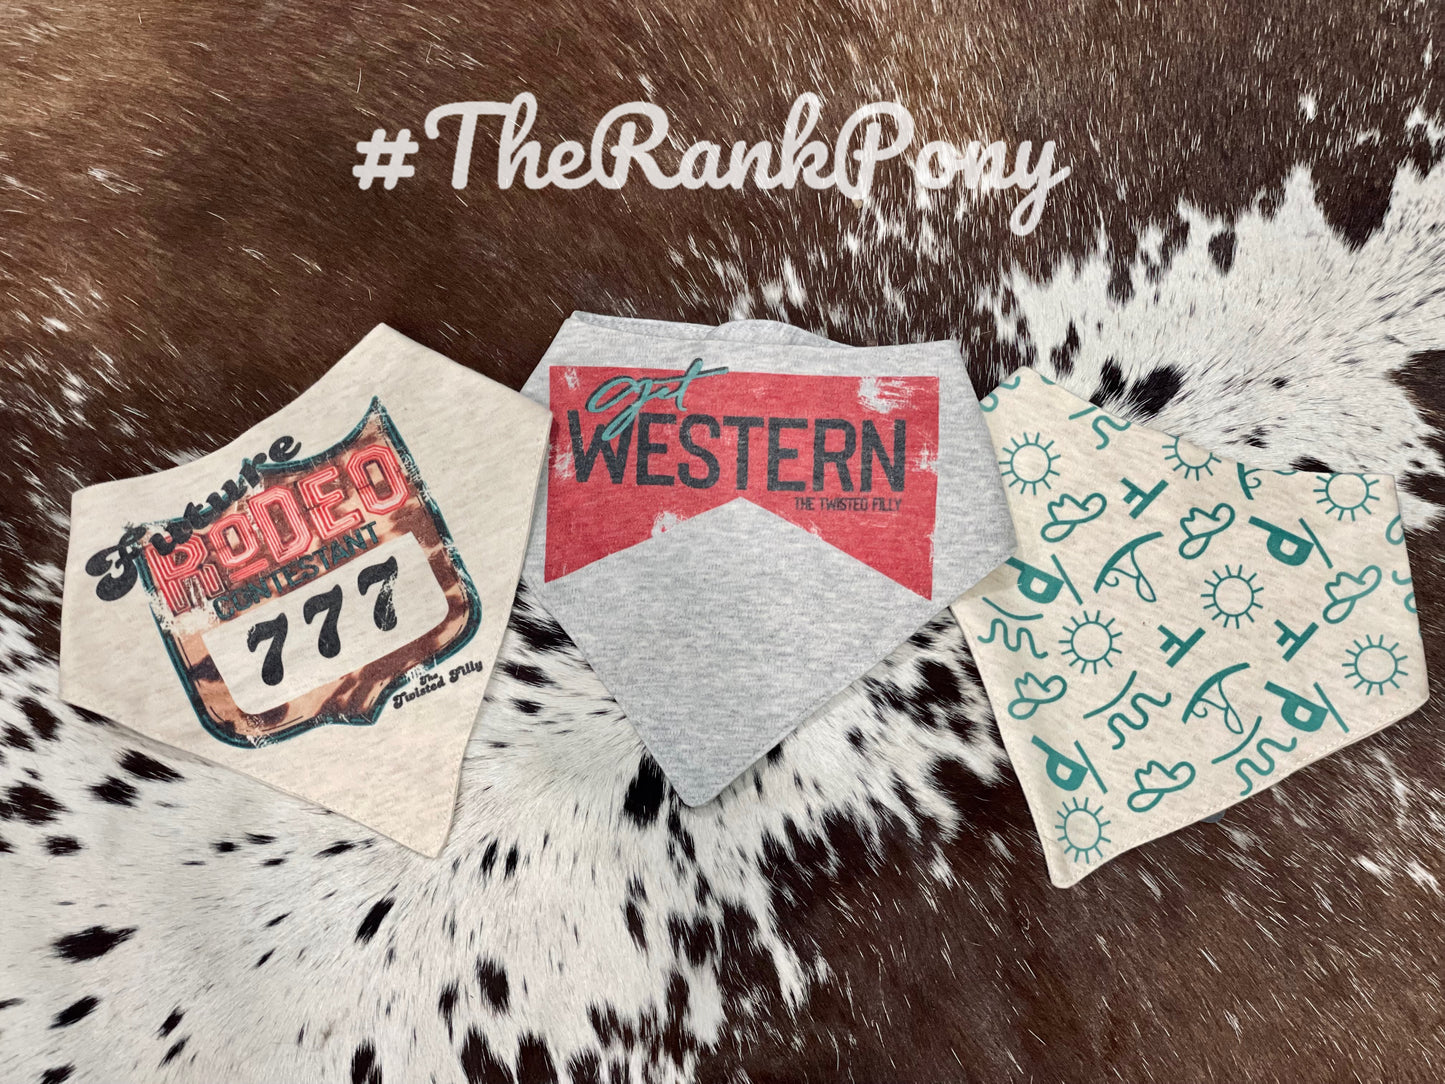 #TheRankPony
Future
RODEO
CONTESTANT
777
The
Twisted Filly
get
WESTERN
THE TWISTED FILLY